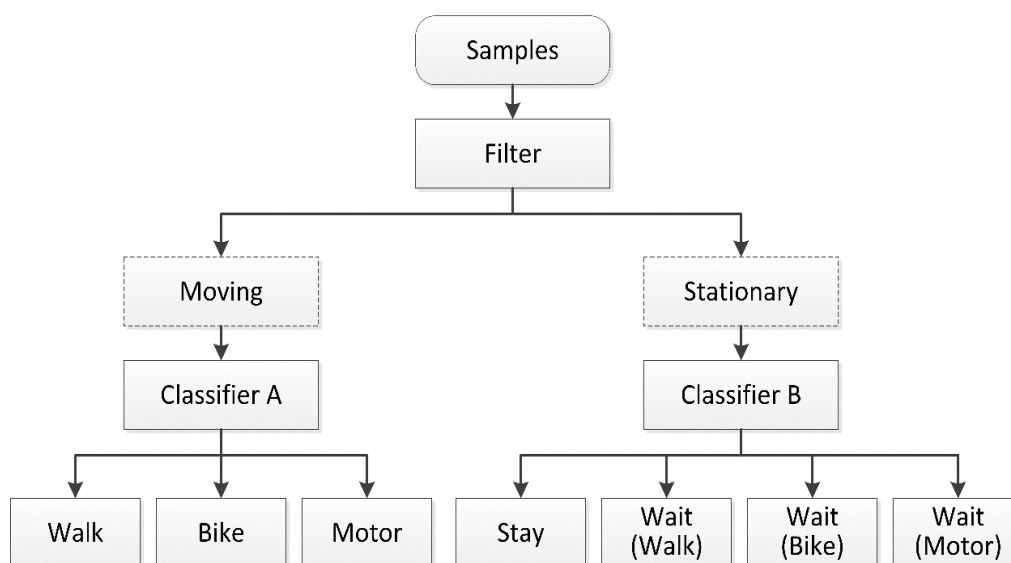 Samples
Filter
Moving
Stationary
Classifier A
Classifier B
Walk
Bike
Motor
Stay
Wait
(Walk)
Wait
(Bike)
Wait
(Motor)